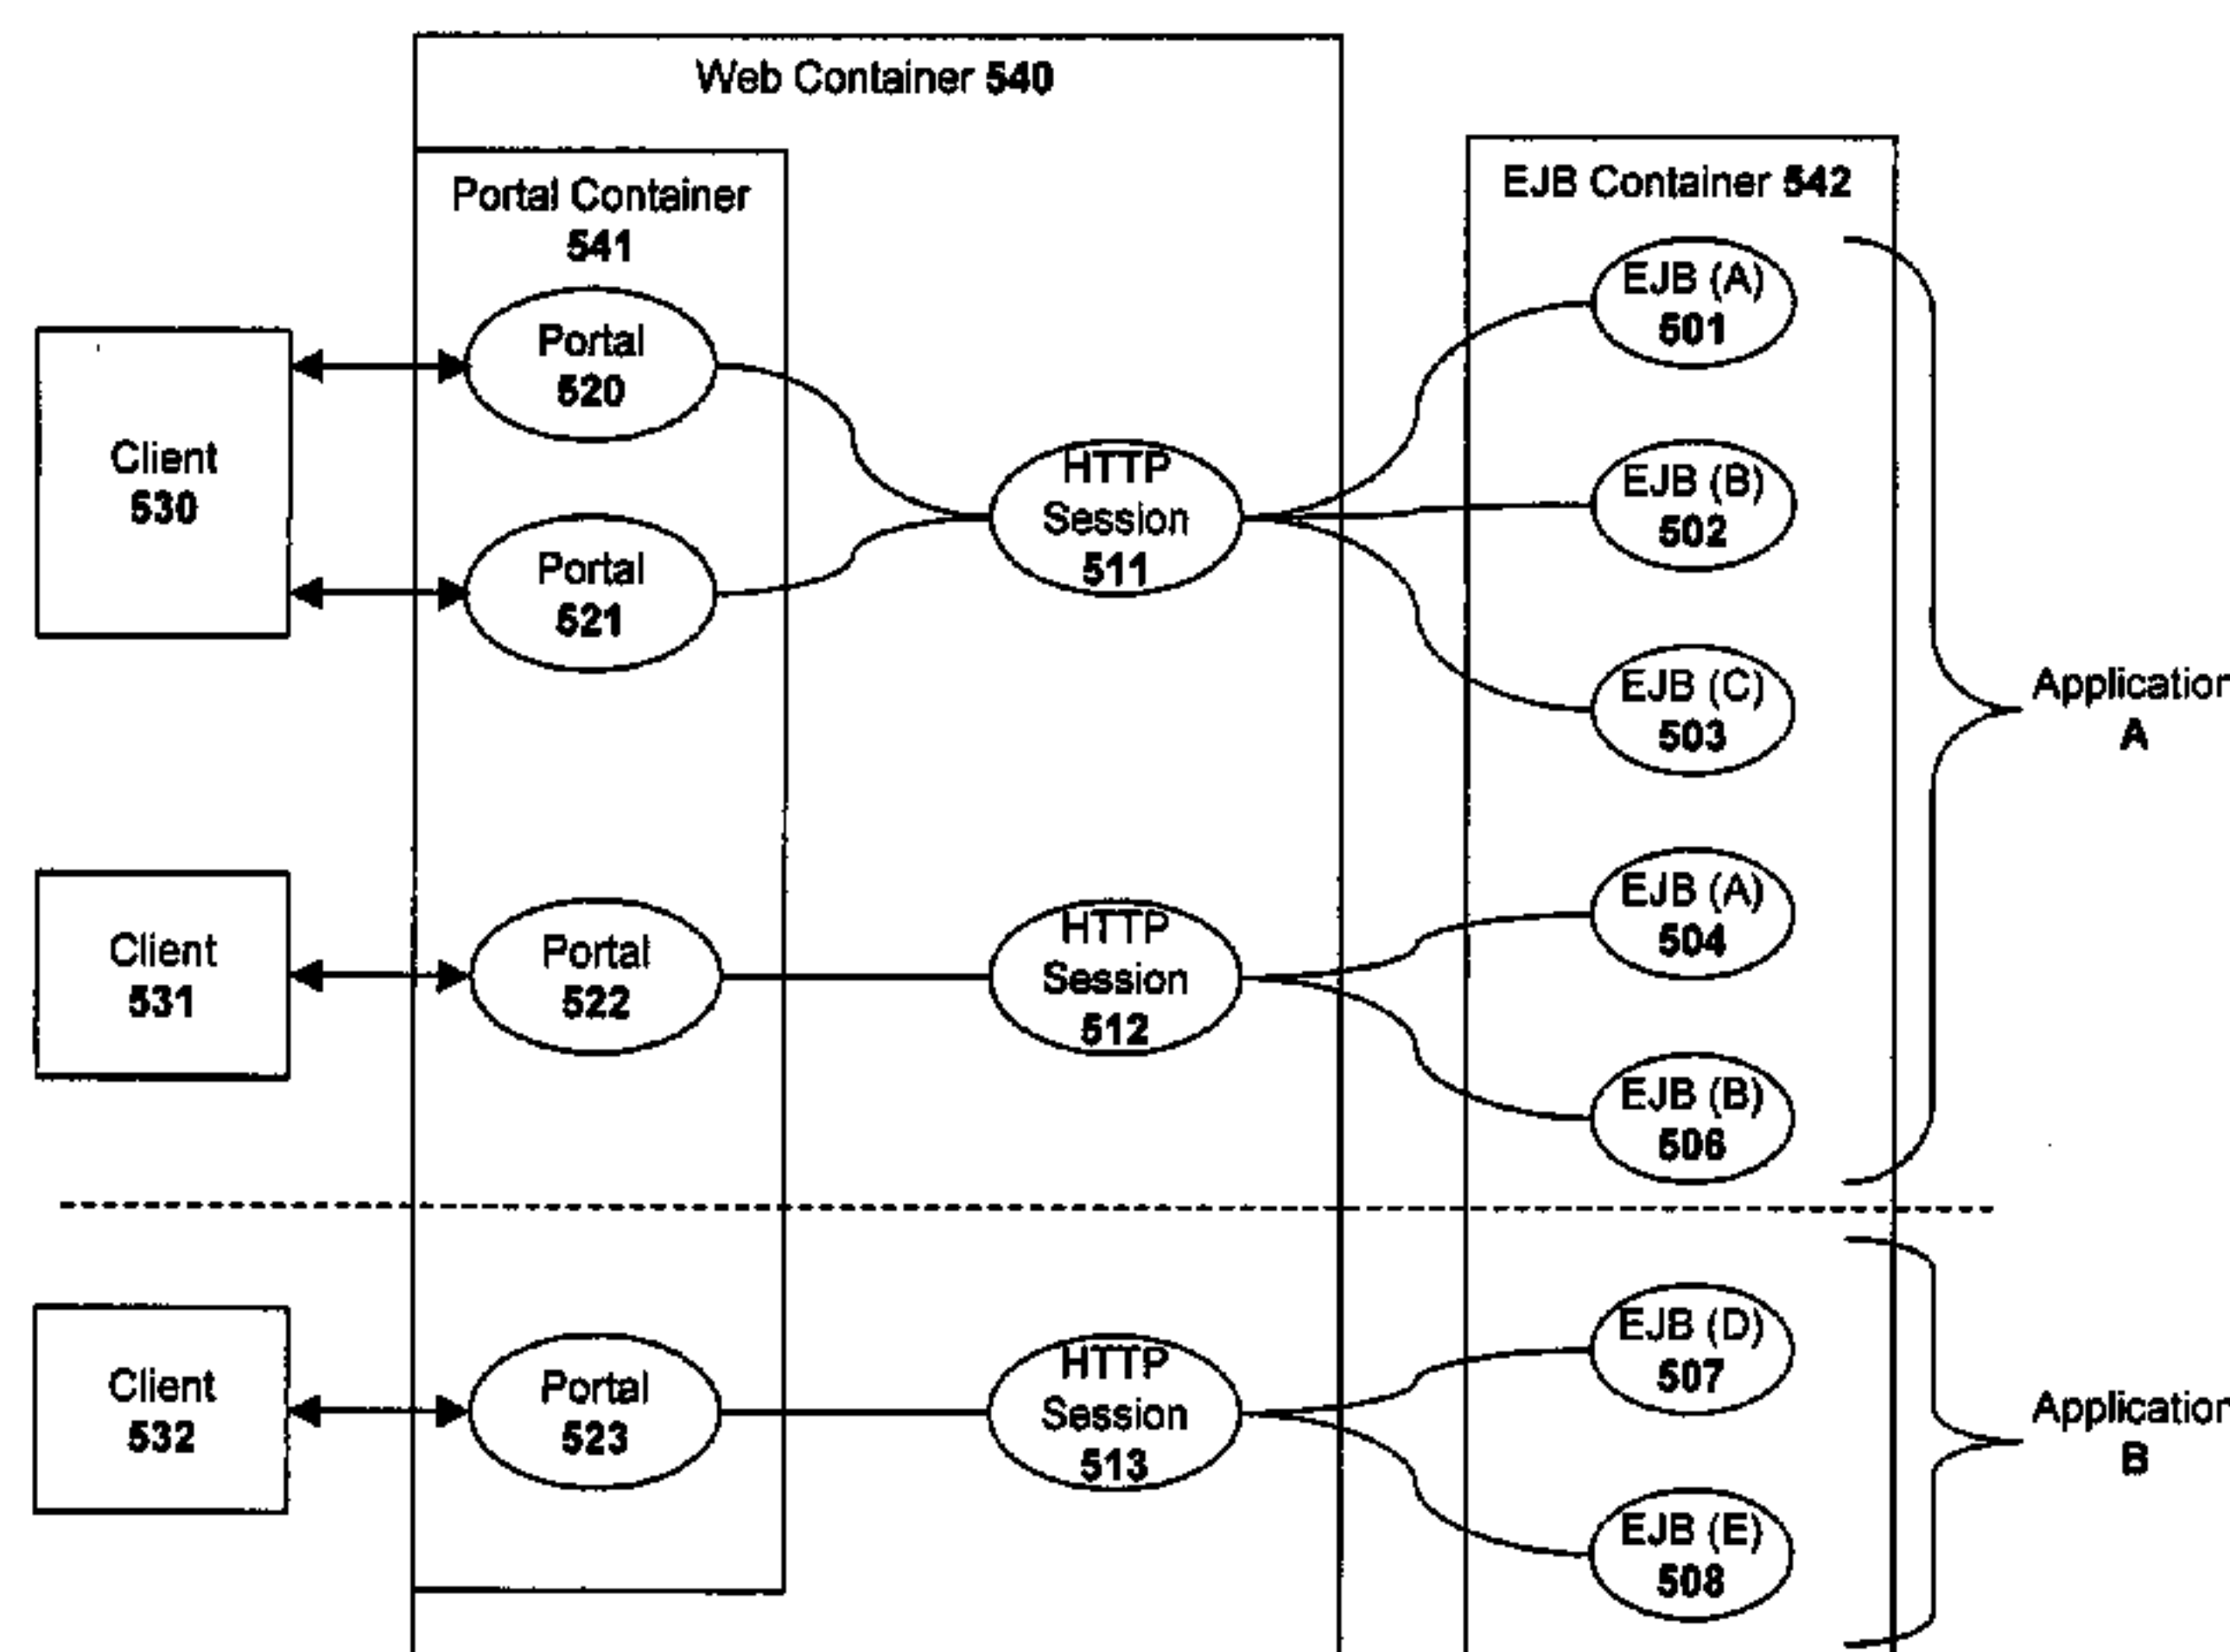 Web Container 540
Portal Container
541
EJB Container 542
Client
530
Portal
520
Portal
521
HTTP
Session
511
EJB (A)
501
EJB (B)
502
EJB (C)
503
Application
A
Client
531
Portal
522
HTTP
Session
512
EJB (A)
504
EJB (B)
506
Client
532
Portal
523
HTTP
Session
513
EJB (D)
507
EJB (E)
508
Application
B